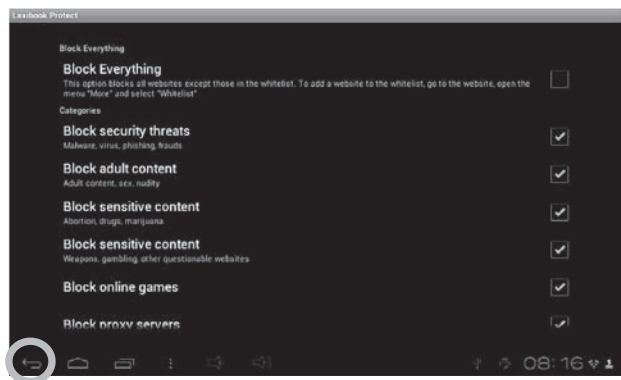 Lexibook Protect
Block Everything
Block Everything
This option blocks all websites except those in the whitelist. To add a website to the whitelist, go to the website, open the
menu "More" and select "Whitelist"
Categories
Block security threats
Malware, virus, phishing, frauds
Block adult content
Adult content, sex, nudity
Block sensitive content
Abortion, drugs, marijuana
Block sensitive content
Weapons, gambling, other questionable websites
Block online games
Block proxy servers
08:16